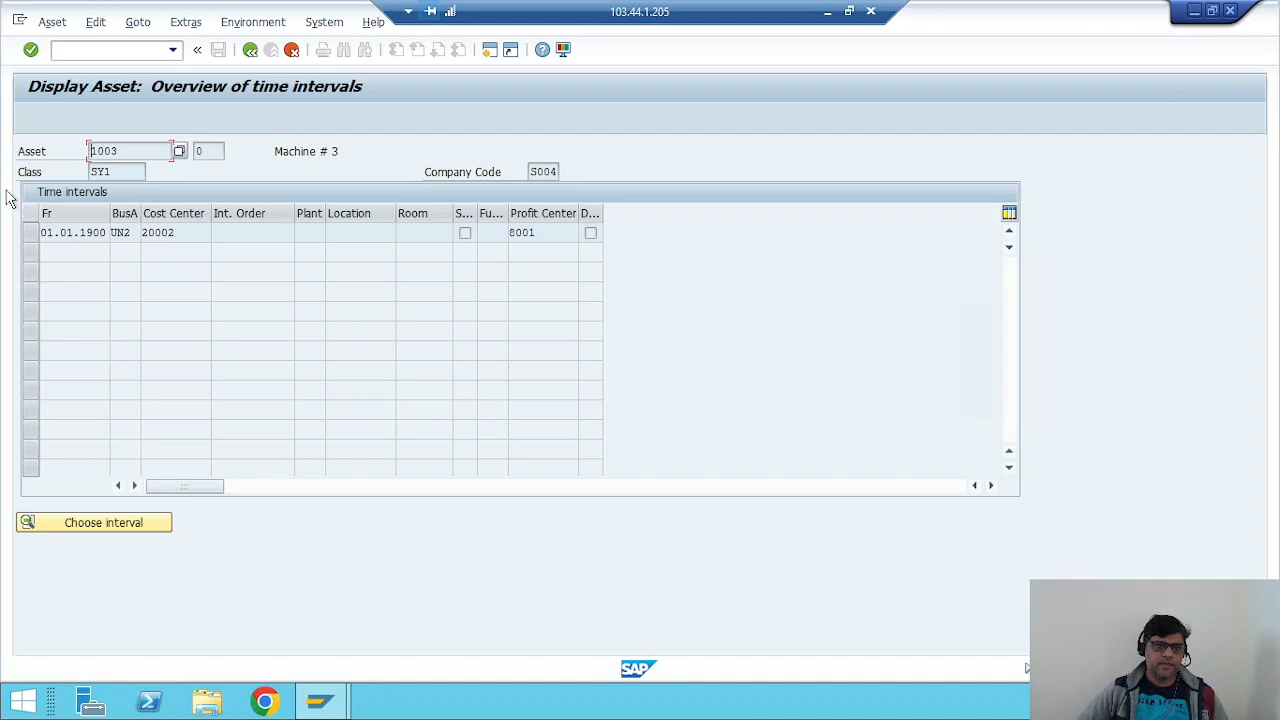 103.44.1.205
Asset Edit Goto Extras Environment System Help
Display Asset: Overview of time intervals
Asset 1003 0 Machine # 3
Class SY1 Company Code S004
Time intervals
Fr BusA Cost Center Int. Order Plant Location Room S... Fu... Profit Center D...
01.01.1900 UN2 20002 8001
Choose interval
SAP